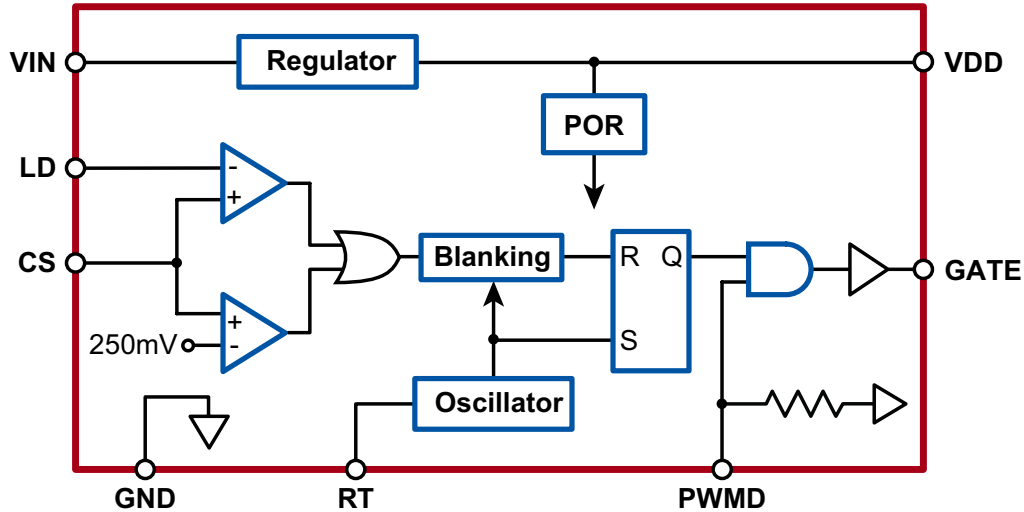 VIN
Regulator
VDD
POR
LD
-
+
CS
Blanking
R Q
GATE
+
250mV
-
S
Oscillator
GND
RT
PWMD